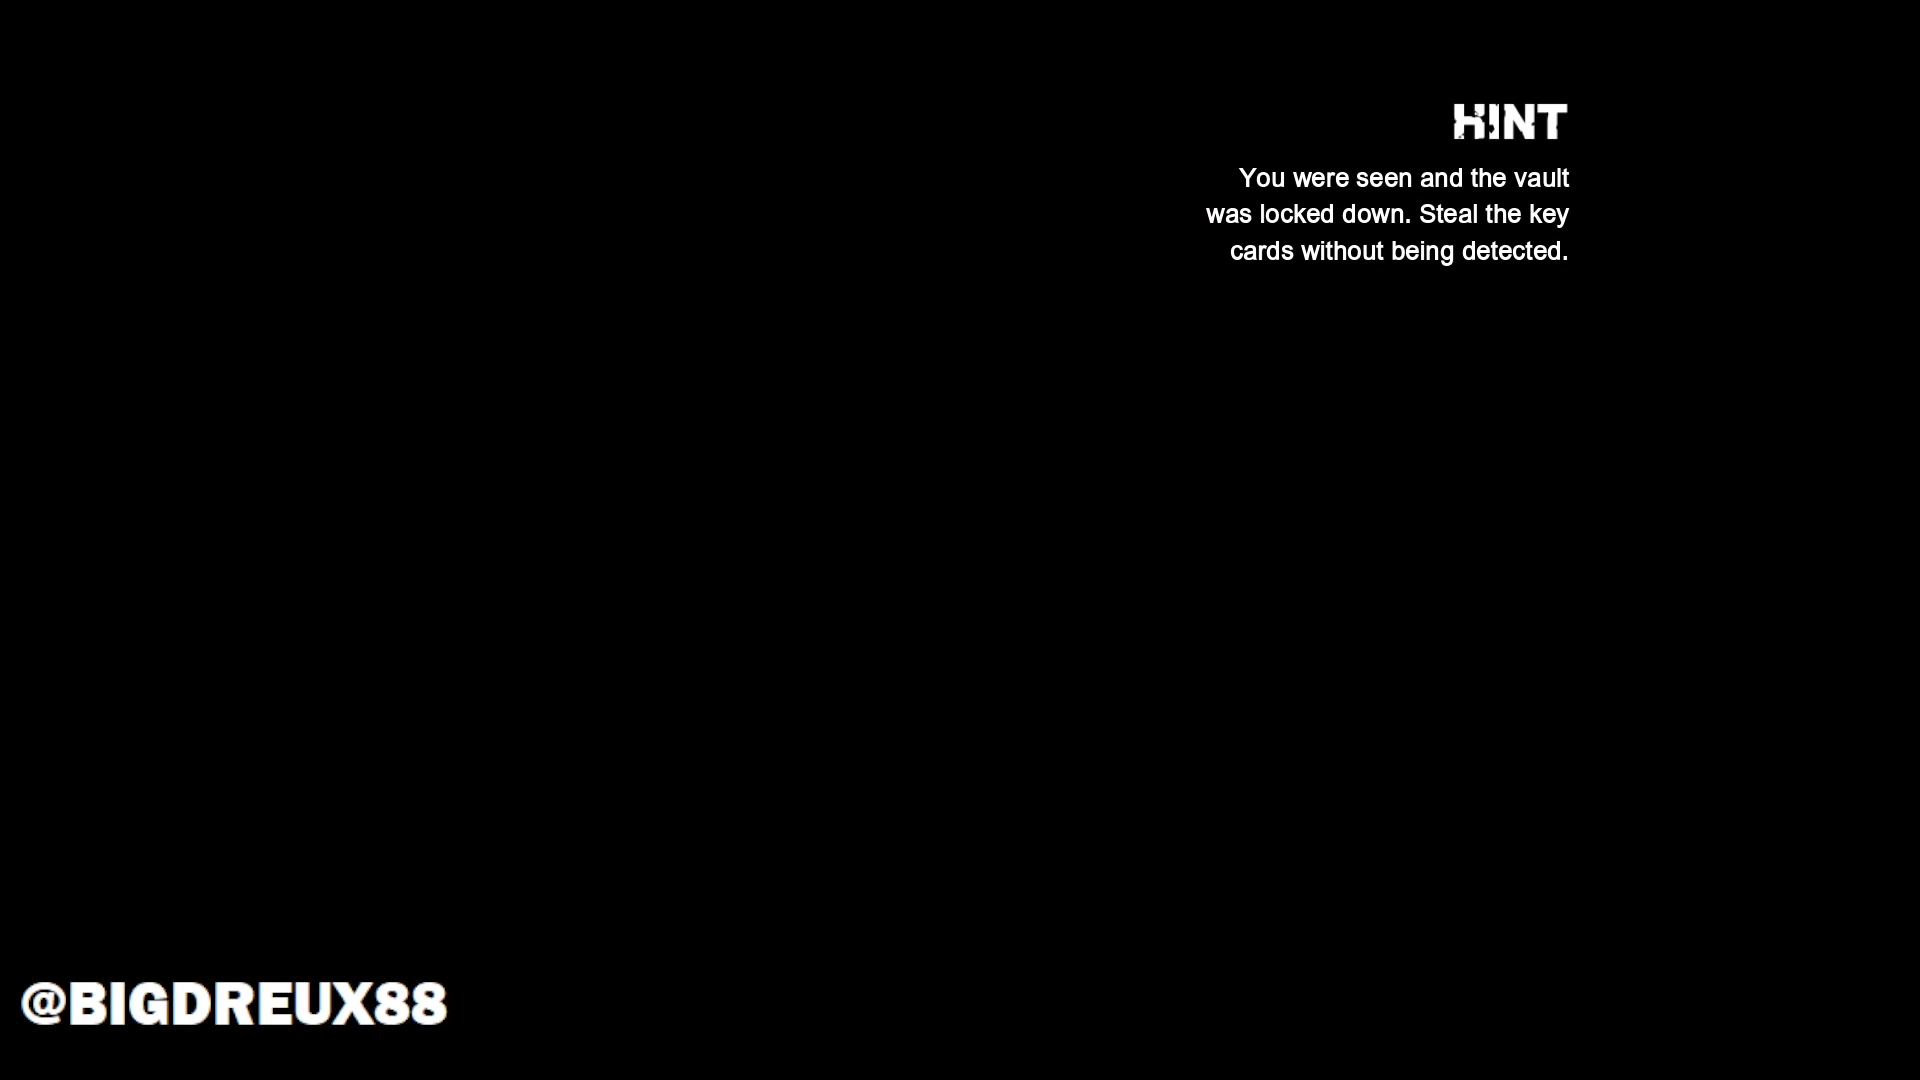 HINT
You were seen and the vault
was locked down. Steal the key
cards without being detected.
@BIGDREUX88